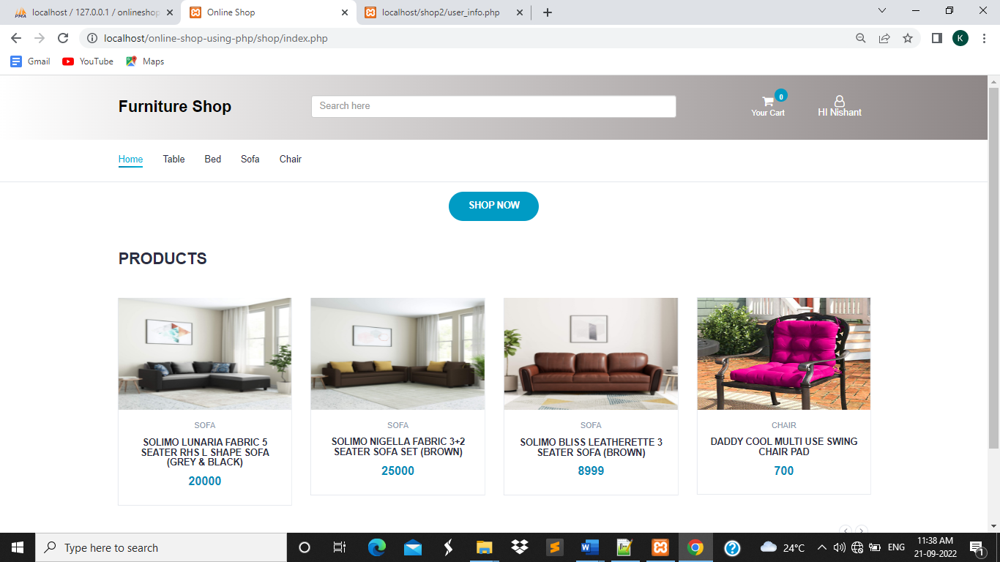 PMA
localhost / 127.0.0.1 / onlineshop
Online Shop
localhost/shop2/user_info.php
localhost/online-shop-using-php/shop/index.php
K
Gmail
YouTube
Maps
Furniture Shop
Search here
0
Your Cart
HI Nishant
Home
Table
Bed
Sofa
Chair
SHOP NOW
PRODUCTS
SOFA
SOLIMO LUNARIA FABRIC 5
SEATER RHS L SHAPE SOFA
(GREY & BLACK)
20000
SOFA
SOLIMO NIGELLA FABRIC 3+2
SEATER SOFA SET (BROWN)
25000
SOFA
SOLIMO BLISS LEATHERETTE 3
SEATER SOFA (BROWN)
8999
CHAIR
DADDY COOL MULTI USE SWING
CHAIR PAD
700
Type here to search
24°C
ENG
11:38 AM
21-09-2022
1